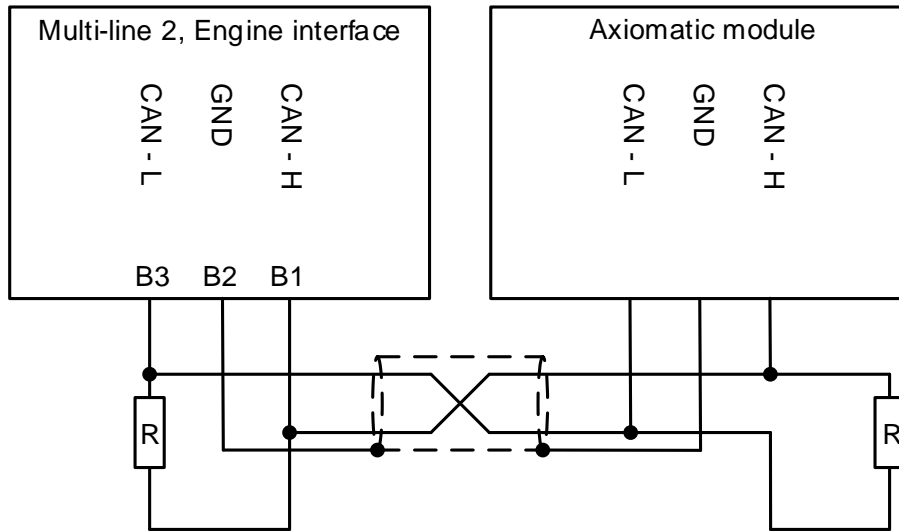 Multi-line 2, Engine interface
CAN - L
GND
CAN - H
B3
B2
B1
Axiomatic module
CAN - L
GND
CAN - H
R
R